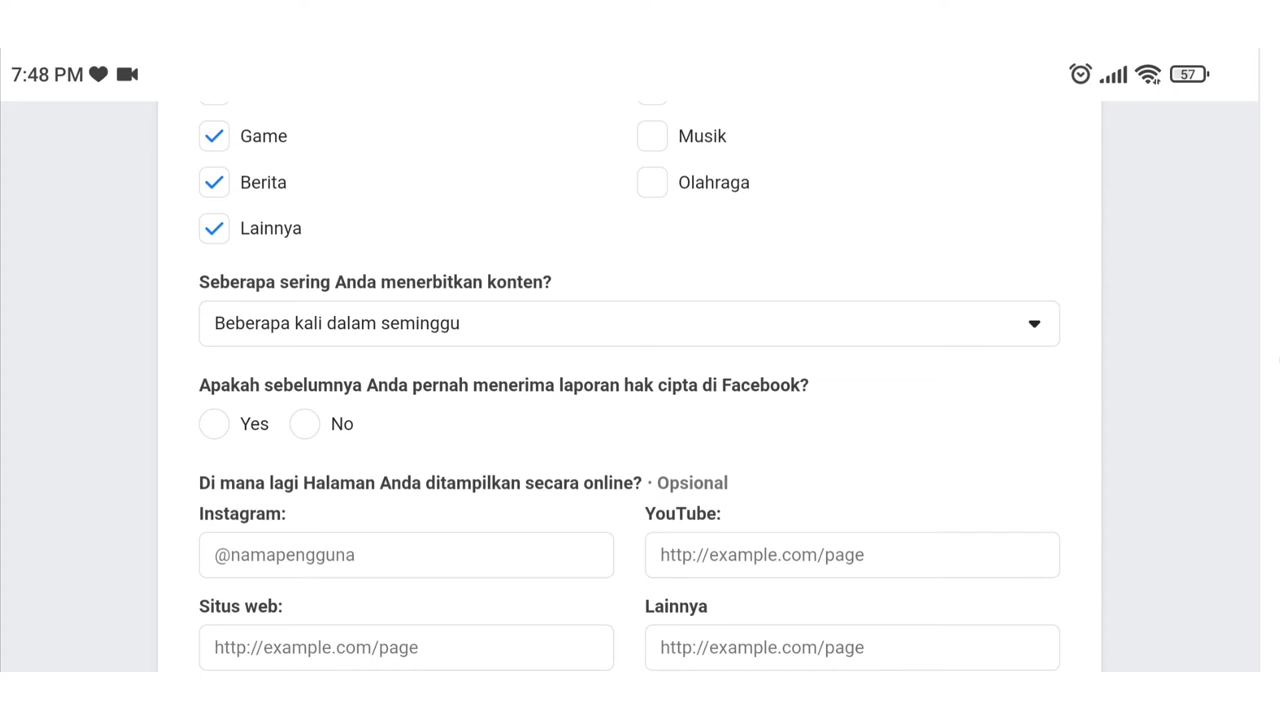 7:48 PM
57
Game
Musik
Berita
Olahraga
Lainnya
Seberapa sering Anda menerbitkan konten?
Beberapa kali dalam seminggu
Apakah sebelumnya Anda pernah menerima laporan hak cipta di Facebook?
Yes No
Di mana lagi Halaman Anda ditampilkan secara online? · Opsional
Instagram:
YouTube:
@namapengguna
http://example.com/page
Situs web:
Lainnya
http://example.com/page
http://example.com/page